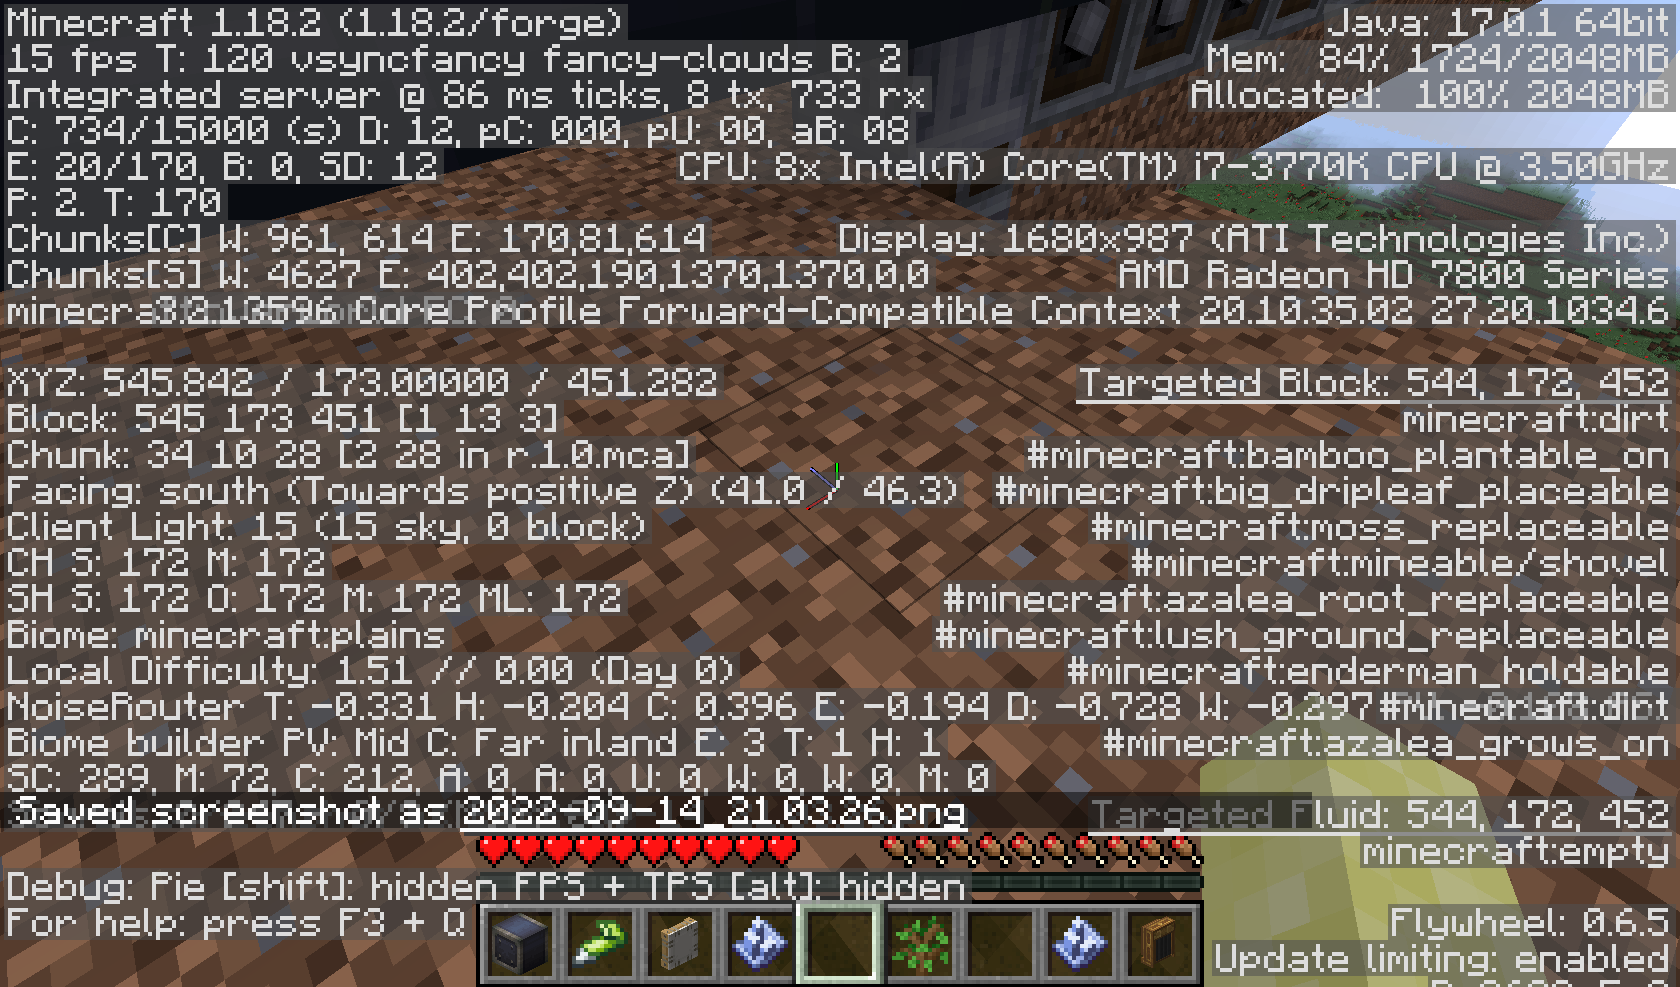 Minecraft 1.18.2 (1.18.2/forge)
15 fps T: 120 vsyncfancy fancy-clouds B: 2
Integrated server @ 86 ms ticks, 8 tx, 733 rx
C: 734/15000 (s) D: 12, pC: 000, pU: 00, aB: 08
E: 20/170, B: 0, SD: 12
P: 2. T: 170
Chunks[C] W: 961, 614 E: 170,81,614
Chunks[S] W: 4627 E: 402,402,190,1370,1370,0,0
XYZ: 545.842 / 173.00000 / 451.282
Block: 545 173 451 [1 13 3]
Chunk: 34 10 28 [2 28 in r.1.0.mca]
Facing: south (Towards positive Z) (41.0 / 46.3)
Client Light: 15 (15 sky, 0 block)
CH S: 172 M: 172
SH S: 172 O: 172 M: 172 ML: 172
Biome: minecraft:plains
Local Difficulty: 1.51 // 0.00 (Day 0)
NoiseRouter T: -0.331 H: -0.204 C: 0.396 E: -0.194 D: -0.728 W: -0.297
Biome builder PV: Mid C: Far inland E: 3 T: 1 H: 1
SC: 289, M: 72, C: 212, A: 0, A: 0, U: 0, W: 0, W: 0, M: 0
Saved screenshot as 2022-09-14_21.03.26.png
Debug: Pie [shift]: hidden FPS + TPS [alt]: hidden
For help: press F3 + Q
Java: 17.0.1 64bit
Mem: 84% 1724/2048MB
Allocated: 100% 2048MB
CPU: 8x Intel(R) Core(TM) i7-3770K CPU @ 3.50GHz
Display: 1680x987 (ATI Technologies Inc.)
AMD Radeon HD 7800 Series
Profile Forward-Compatible Context 20.10.35.02 27.20.1034.6
Targeted Block: 544, 172, 452
minecraft:dirt
#minecraft:bamboo_plantable_on
#minecraft:big_dripleaf_placeable
#minecraft:moss_replaceable
#minecraft:mineable/shovel
#minecraft:azalea_root_replaceable
#minecraft:lush_ground_replaceable
#minecraft:enderman_holdable
#minecraft:dirt
#minecraft:azalea_grows_on
Targeted Fluid: 544, 172, 452
minecraft:empty
Flywheel: 0.6.5
Update limiting: enabled